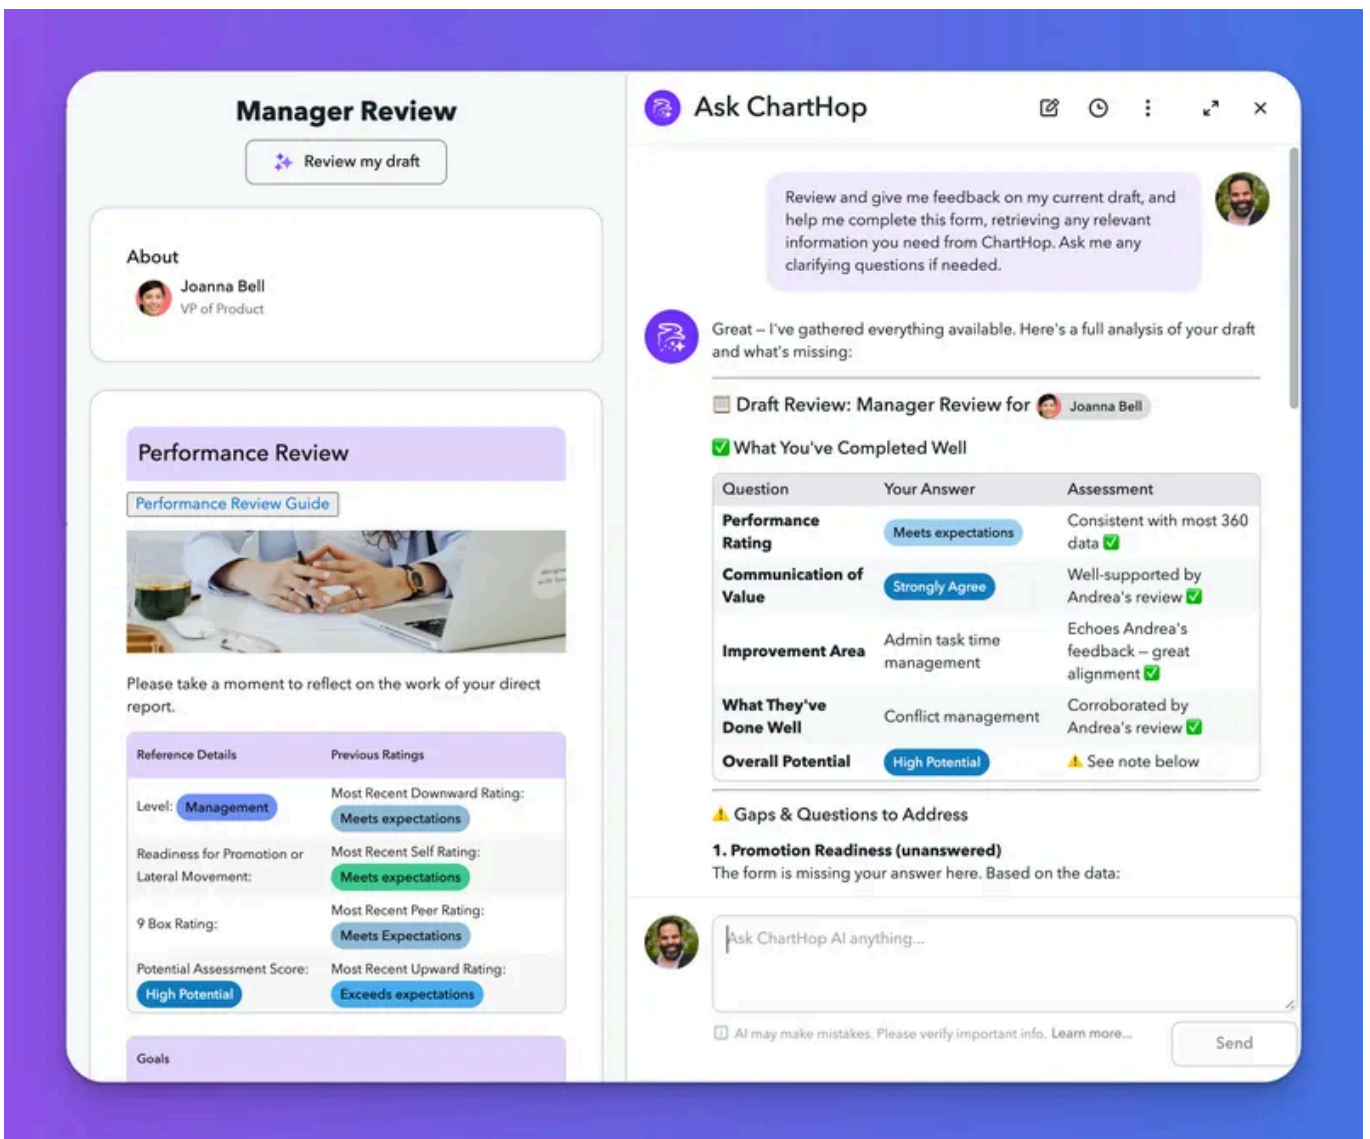 Manager Review
Review my draft
About
Joanna Bell
VP of Product
Performance Review
Performance Review Guide
Please take a moment to reflect on the work of your direct
report.
Reference Details
Previous Ratings
Level: Management
Most Recent Downward Rating:
Meets expectations
Readiness for Promotion or
Lateral Movement:
Most Recent Self Rating:
Meets expectations
9 Box Rating:
Most Recent Peer Rating:
Meets Expectations
Potential Assessment Score:
High Potential
Most Recent Upward Rating:
Exceeds expectations
Goals
Ask ChartHop
Review and give me feedback on my current draft, and
help me complete this form, retrieving any relevant
information you need from ChartHop. Ask me any
clarifying questions if needed.
Great – I've gathered everything available. Here's a full analysis of your draft
and what's missing:
Draft Review: Manager Review for Joanna Bell
What You've Completed Well
Question
Your Answer
Assessment
Performance
Rating
Meets expectations
Consistent with most 360
data
Communication of
Value
Strongly Agree
Well-supported by
Andrea's review
Improvement Area
Admin task time
management
Echoes Andrea's
feedback – great
alignment
What They've
Done Well
Conflict management
Corroborated by
Andrea's review
Overall Potential
High Potential
See note below
Gaps & Questions to Address
1. Promotion Readiness (unanswered)
The form is missing your answer here. Based on the data:
Ask ChartHop AI anything...
AI may make mistakes. Please verify important info. Learn more...
Send